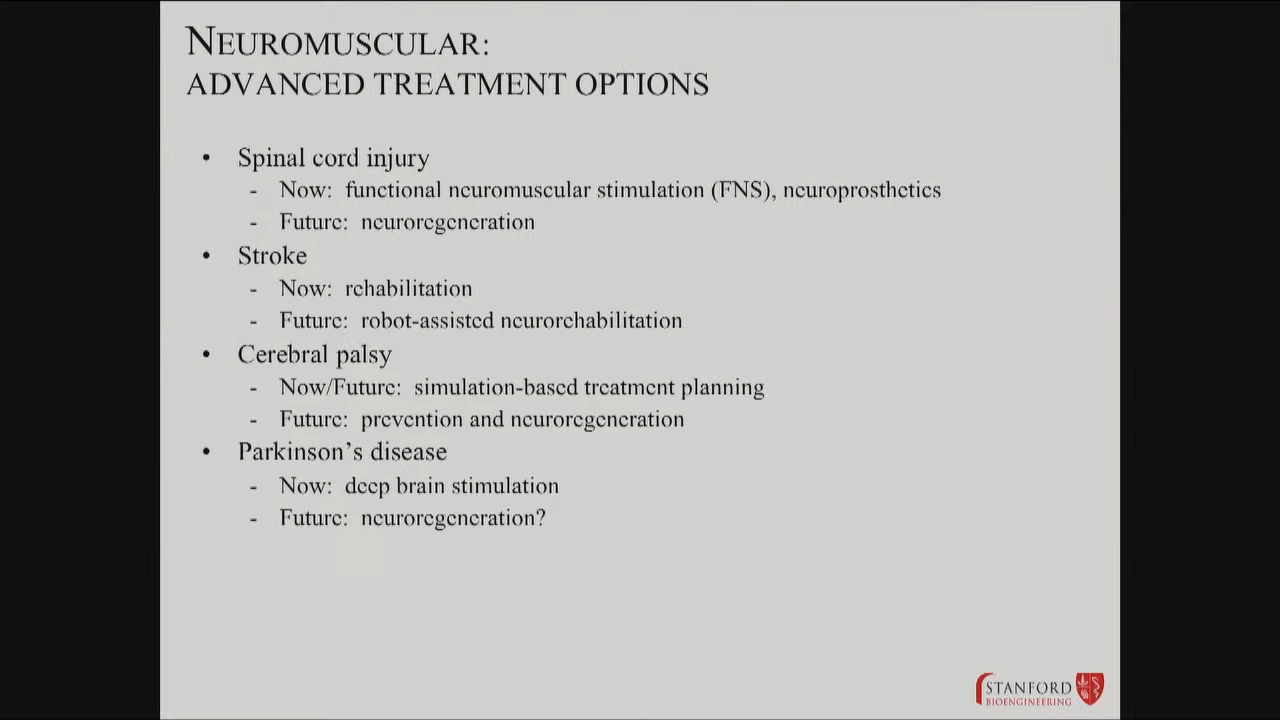 NEUROMUSCULAR:
ADVANCED TREATMENT OPTIONS
• Spinal cord injury
- Now: functional neuromuscular stimulation (FNS), neuroprosthetics
- Future: neuroregeneration
• Stroke
- Now: rehabilitation
- Future: robot-assisted neurorehabilitation
• Cerebral palsy
- Now/Future: simulation-based treatment planning
- Future: prevention and neuroregeneration
• Parkinson’s disease
- Now: deep brain stimulation
- Future: neuroregeneration?
STANFORD
BIOENGINEERING